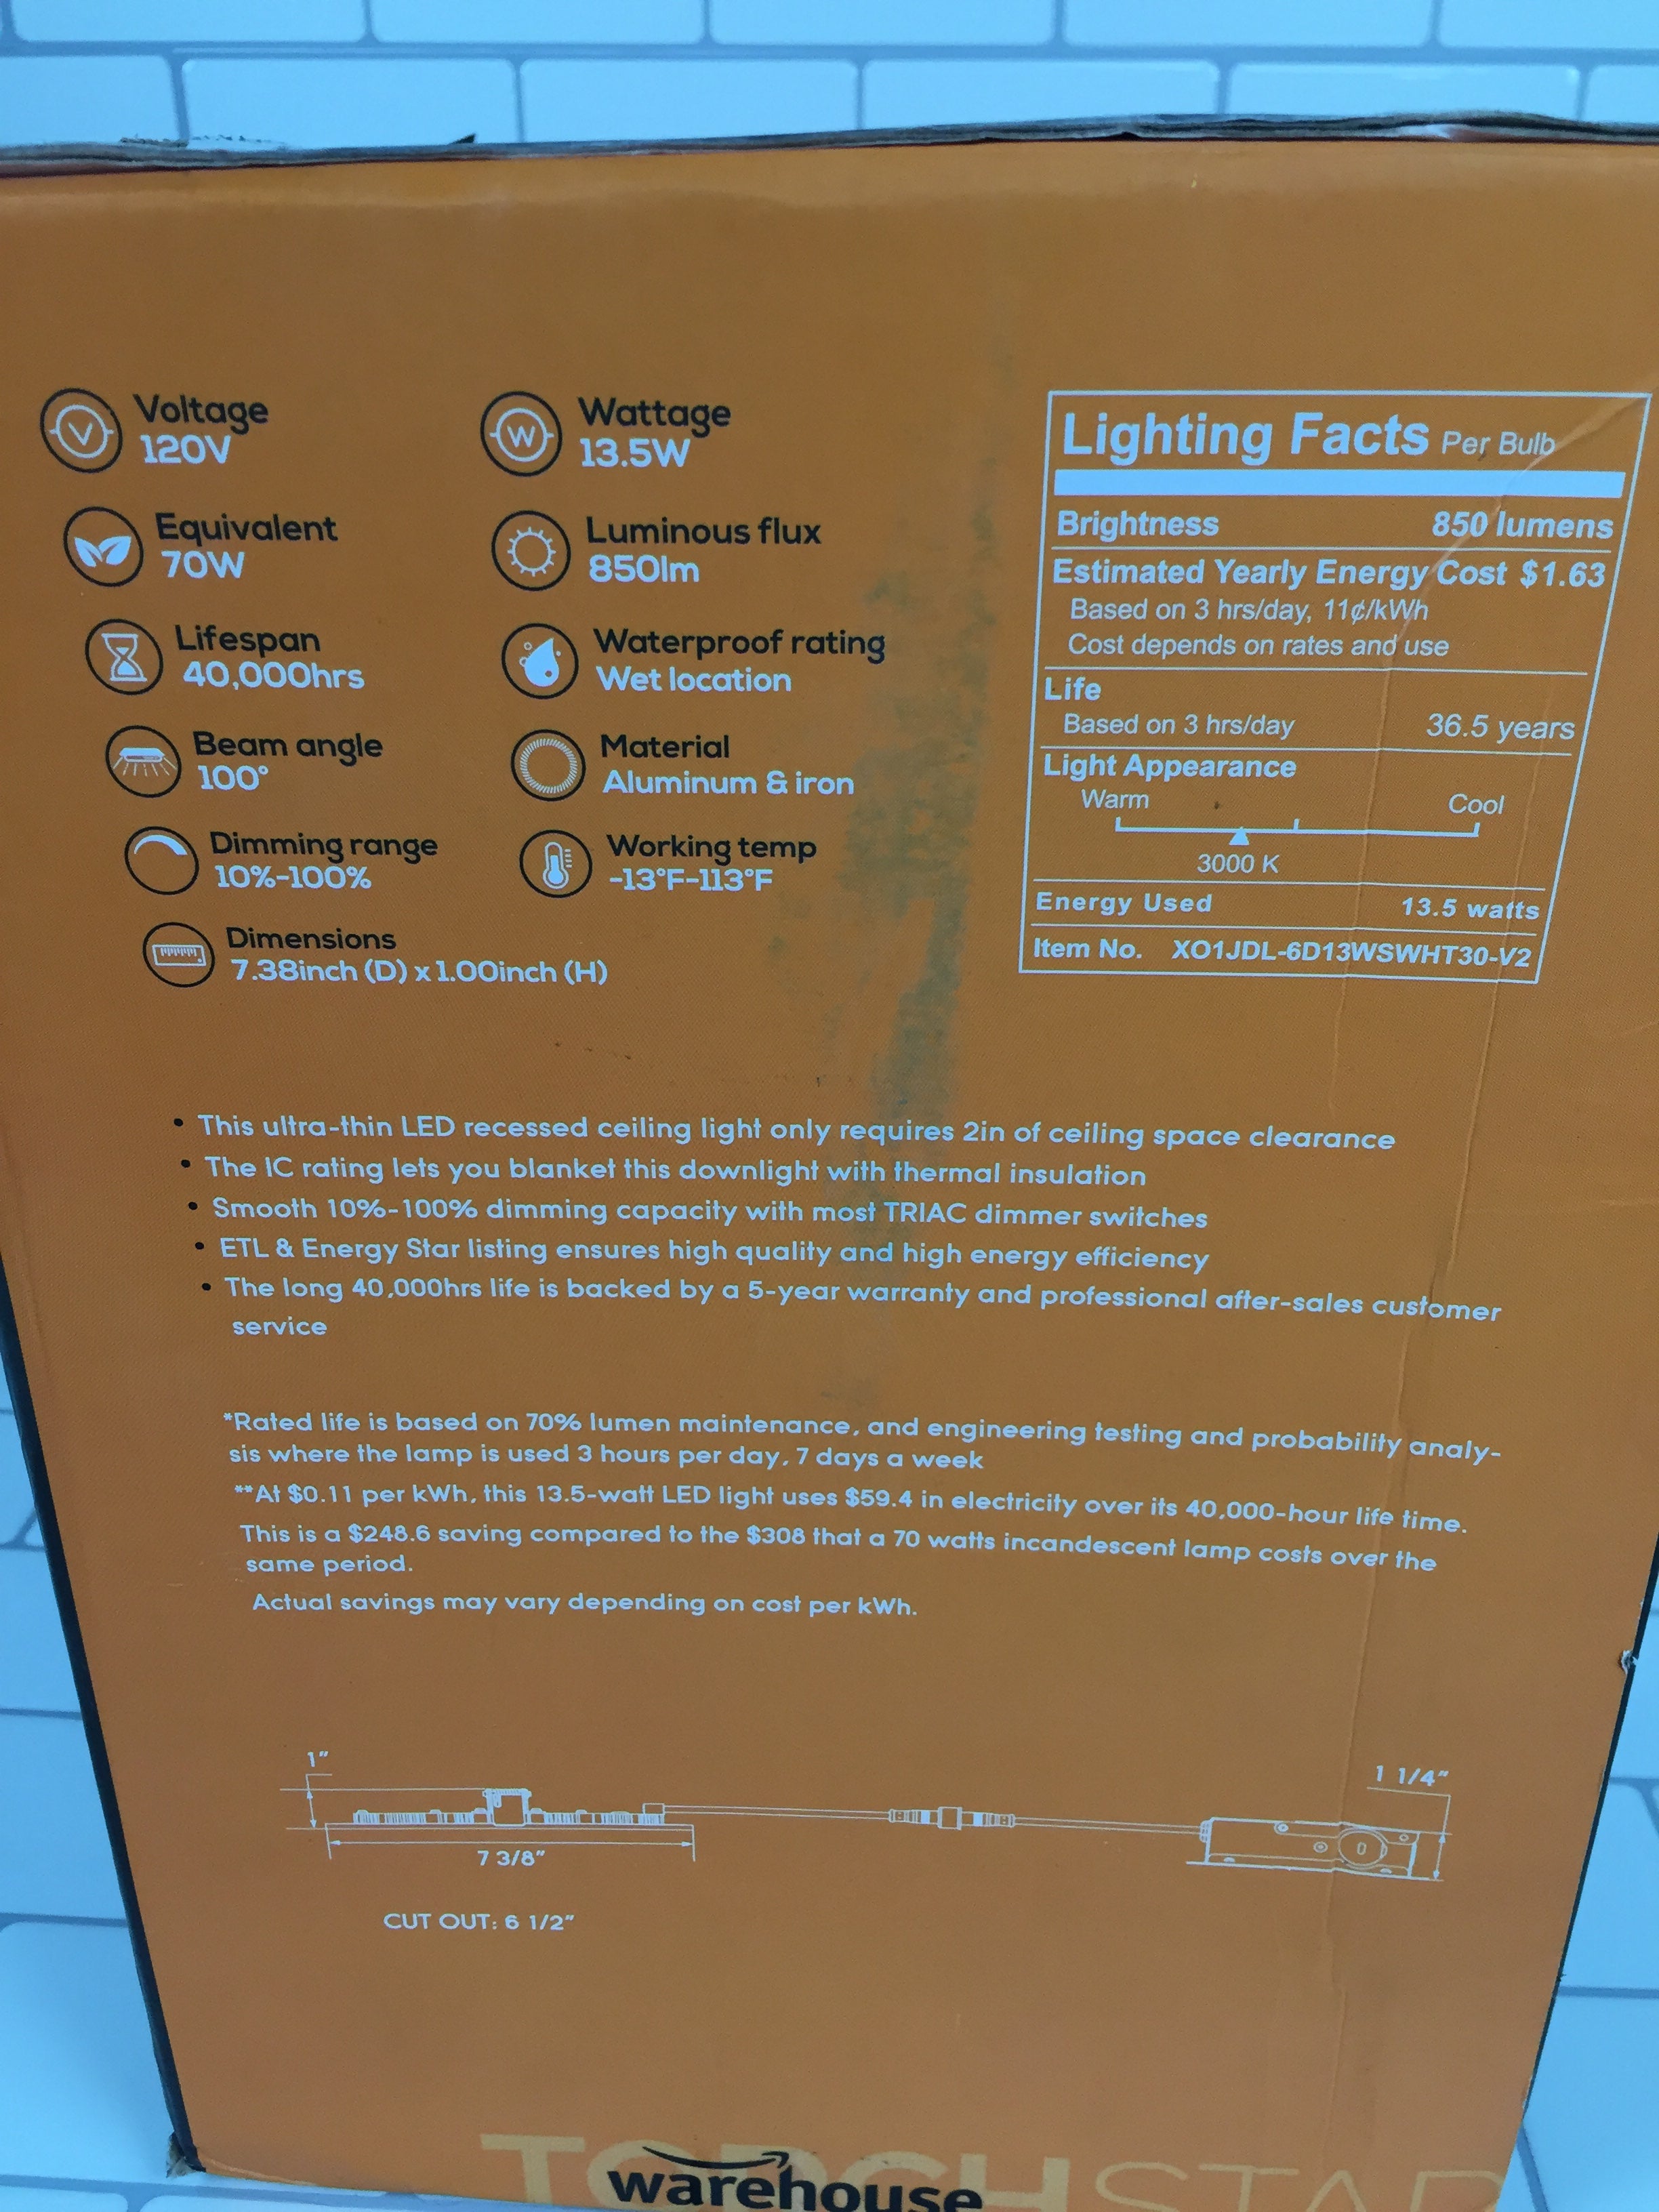 Voltage
120V
Wattage
13.5W
Equivalent
70W
Luminous flux
850lm
Lifespan
40,000hrs
Waterproof rating
Wet location
Beam angle
100°
Material
Aluminum & iron
Dimming range
10%-100%
Working temp
-13°F-113°F
Dimensions
7.38inch (D) x 1.00inch (H)
Lighting Facts Per Bulb
Brightness 850 lumens
Estimated Yearly Energy Cost $1.63
Based on 3 hrs/day, 11¢/kWh
Cost depends on rates and use
Life
Based on 3 hrs/day 36.5 years
Light Appearance
Warm Cool
3000 K
Energy Used 13.5 watts
Item No. XO1JDL-6D13WSWHT30-V2
• This ultra-thin LED recessed ceiling light only requires 2in of ceiling space clearance
• The IC rating lets you blanket this downlight with thermal insulation
• Smooth 10%-100% dimming capacity with most TRIAC dimmer switches
• ETL & Energy Star listing ensures high quality and high energy efficiency
• The long 40,000hrs life is backed by a 5-year warranty and professional after-sales customer
service
*Rated life is based on 70% lumen maintenance, and engineering testing and probability analy-
sis where the lamp is used 3 hours per day, 7 days a week
**At $0.11 per kWh, this 13.5-watt LED light uses $59.4 in electricity over its 40,000-hour life time.
This is a $248.6 saving compared to the $308 that a 70 watts incandescent lamp costs over the
same period.
Actual savings may vary depending on cost per kWh.
1"
1 1/4"
7 3/8"
CUT OUT: 6 1/2"
TORCHSTAR
warehouse